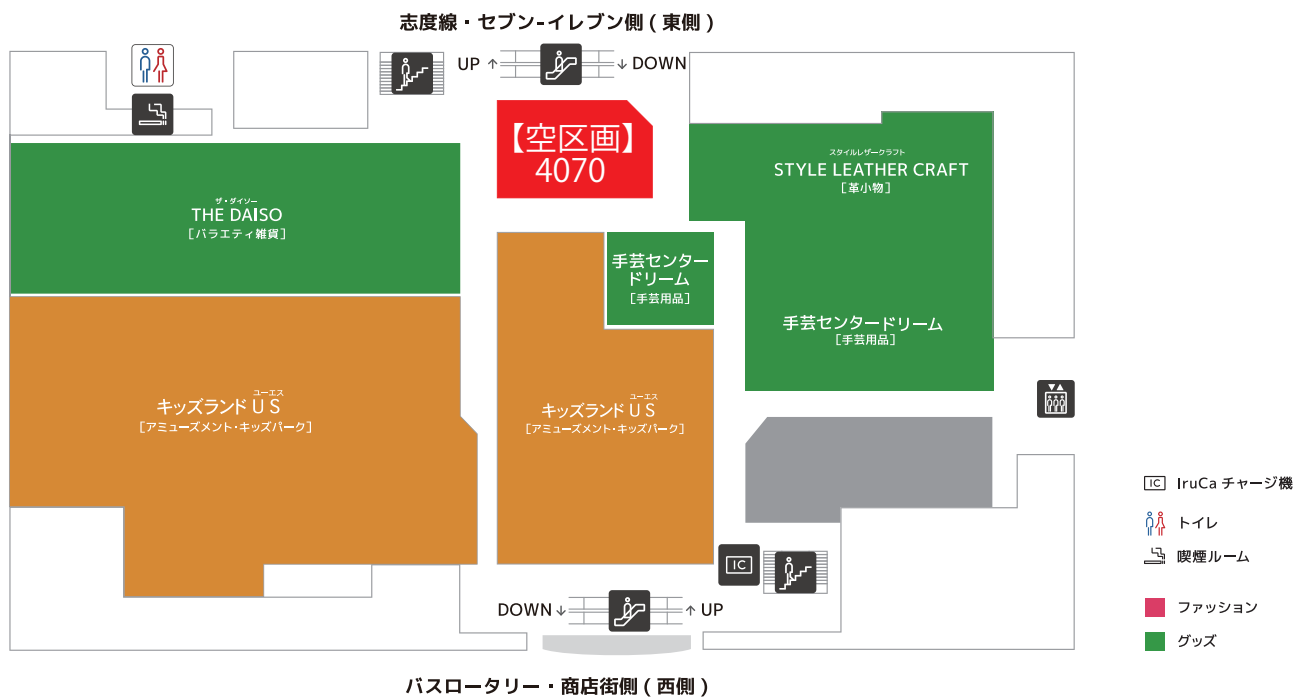 志度線・セブン-イレブン側 ( 東側 )
UP ↑
↓ DOWN
【空区画】
4070
スタイルレザークラフト
STYLE LEATHER CRAFT
[革小物]
ザ・ダイソー
THE DAISO
[バラエティ雑貨]
手芸センター
ドリーム
[手芸用品]
手芸センタードリーム
[手芸用品]
ユーエス
キッズランド U S
[アミューズメント・キッズパーク]
ユーエス
キッズランド U S
[アミューズメント・キッズパーク]
IC
DOWN ↓
↑ UP
バスロータリー・商店街側 ( 西側 )
IC IruCa チャージ機
トイレ
喫煙ルーム
ファッション
グッズ